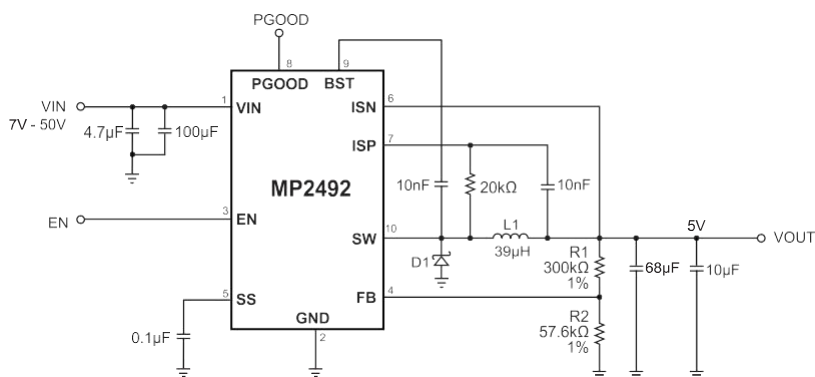 PGOOD
8
9
PGOOD
BST
VIN
7V - 50V
1
VIN
4.7µF
100µF
ISN
6
ISP
7
MP2492
10nF
20kΩ
10nF
EN
3
EN
SW
10
L1
39µH
D1
5V
VOUT
R1
300kΩ
1%
68µF
10µF
5
SS
FB
4
GND
2
0.1µF
R2
57.6kΩ
1%